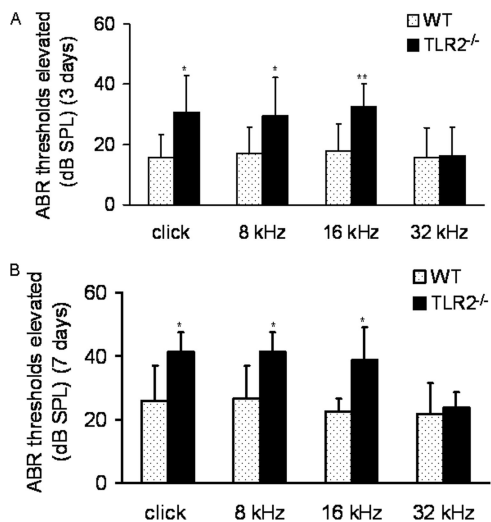 A
ABR thresholds elevated
(dB SPL) (3 days)
60
40
20
0
WT
TLR2-/-
*
*
**
click
8 kHz
16 kHz
32 kHz
B
ABR thresholds elevated
(dB SPL) (7 days)
60
40
20
0
WT
TLR2-/-
*
*
*
click
8 kHz
16 kHz
32 kHz